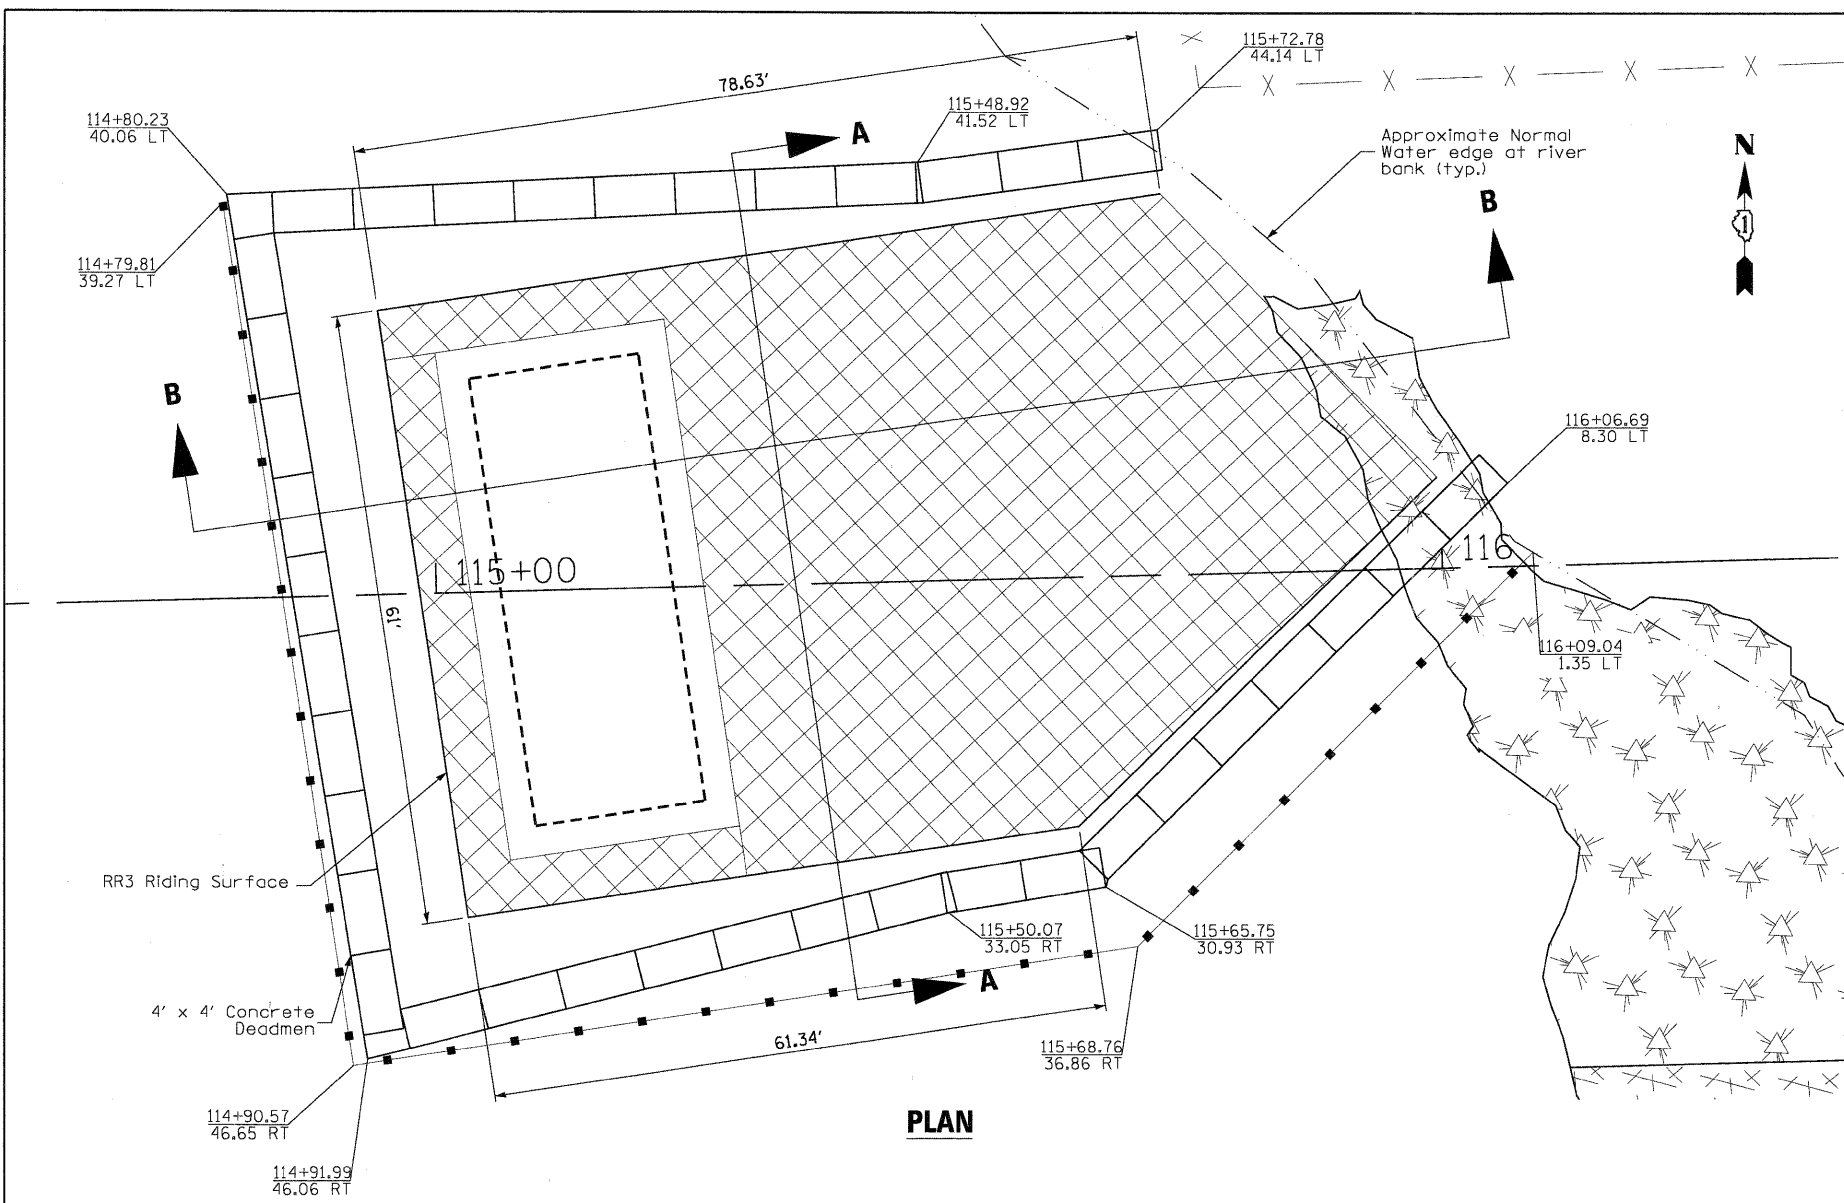 115+72.78
44.14 LT
78.63'
115+48.92
41.52 LT
114+80.23
40.06 LT
A
Approximate Normal
Water edge at river
bank (typ.)
N
1
B
114+79.81
39.27 LT
B
116+06.69
8.30 LT
115+00
116
61'
116+09.04
1.35 LT
RR3 Riding Surface
115+50.07
33.05 RT
115+65.75
30.93 RT
A
4' x 4' Concrete
Deadmen
61.34'
115+68.76
36.86 RT
114+90.57
46.65 RT
PLAN
114+91.99
46.06 RT